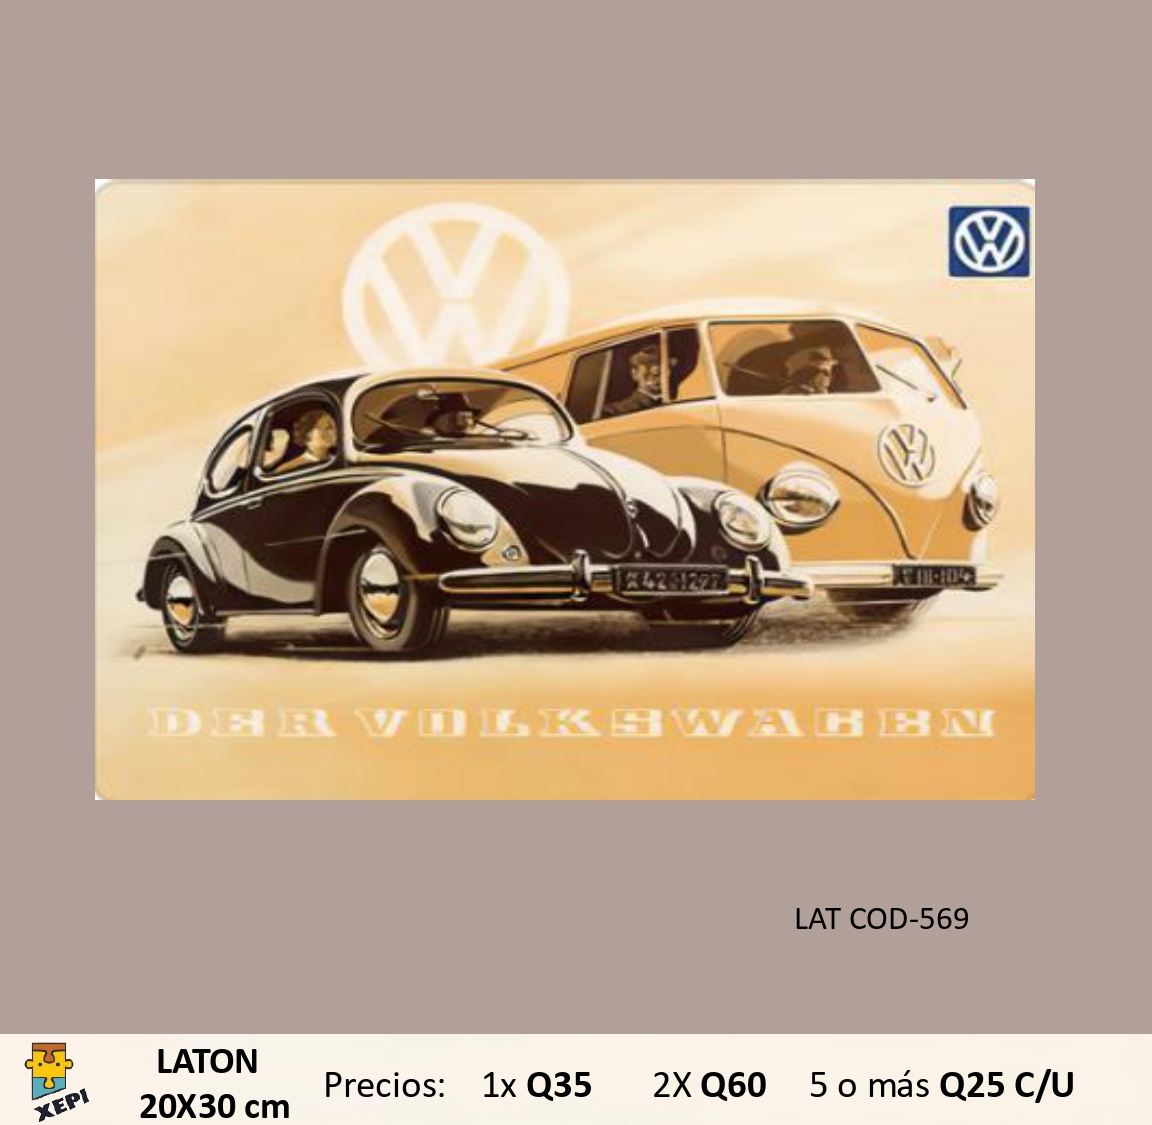 DER VOLKSWAGEN
LAT COD-569
XEPI
LATON
20X30 cm
Precios: 1x Q35 2X Q60 5 o más Q25 C/U